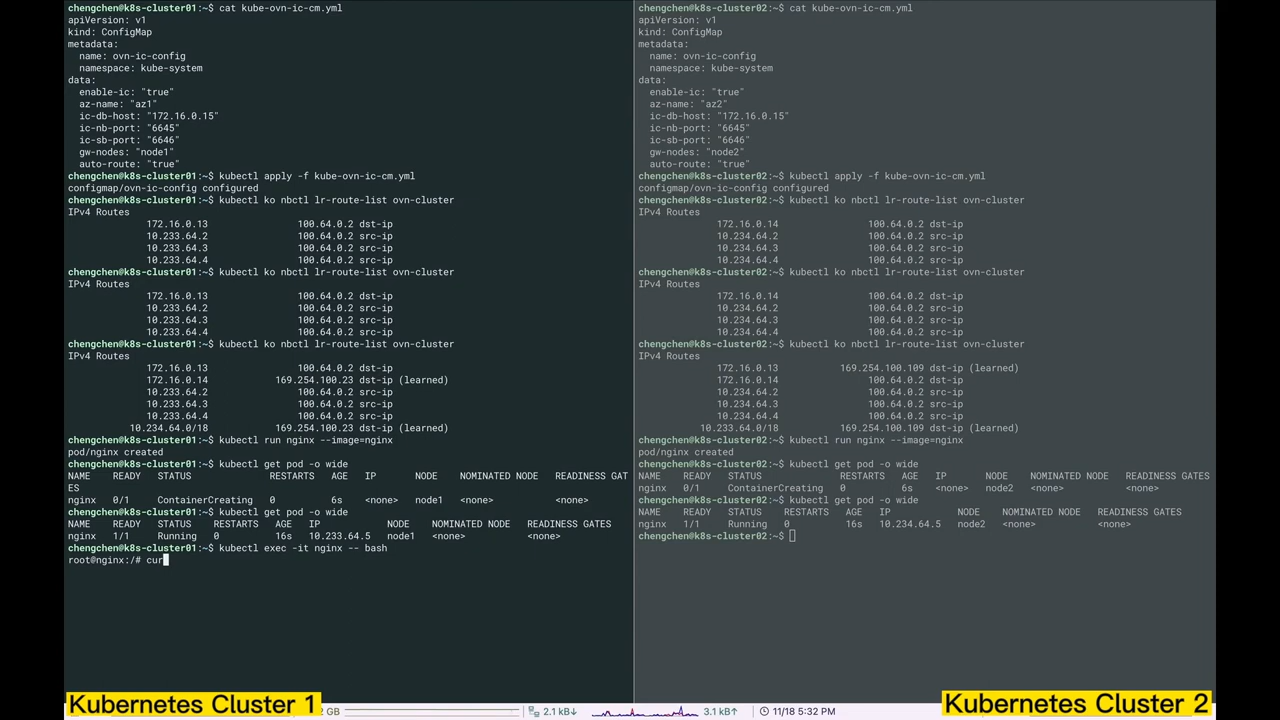 chengchen@k8s-cluster01:~$ cat kube-ovn-ic-cm.yml
apiVersion: v1
kind: ConfigMap
metadata:
  name: ovn-ic-config
  namespace: kube-system
data:
  enable-ic: "true"
  az-name: "az1"
  ic-db-host: "172.16.0.15"
  ic-nb-port: "6645"
  ic-sb-port: "6646"
  gw-nodes: "node1"
  auto-route: "true"
chengchen@k8s-cluster01:~$ kubectl apply -f kube-ovn-ic-cm.yml
configmap/ovn-ic-config configured
chengchen@k8s-cluster01:~$ kubectl ko nbctl lr-route-list ovn-cluster
IPv4 Routes
172.16.0.13 100.64.0.2 dst-ip
10.233.64.2 100.64.0.2 src-ip
10.233.64.3 100.64.0.2 src-ip
10.233.64.4 100.64.0.2 src-ip
chengchen@k8s-cluster01:~$ kubectl ko nbctl lr-route-list ovn-cluster
IPv4 Routes
172.16.0.13 100.64.0.2 dst-ip
10.233.64.2 100.64.0.2 src-ip
10.233.64.3 100.64.0.2 src-ip
10.233.64.4 100.64.0.2 src-ip
chengchen@k8s-cluster01:~$ kubectl ko nbctl lr-route-list ovn-cluster
IPv4 Routes
172.16.0.13 100.64.0.2 dst-ip
172.16.0.14 169.254.100.23 dst-ip (learned)
10.233.64.2 100.64.0.2 src-ip
10.233.64.3 100.64.0.2 src-ip
10.233.64.4 100.64.0.2 src-ip
10.234.64.0/18 169.254.100.23 dst-ip (learned)
chengchen@k8s-cluster01:~$ kubectl run nginx --image=nginx
pod/nginx created
chengchen@k8s-cluster01:~$ kubectl get pod -o wide
NAME READY STATUS RESTARTS AGE IP NODE NOMINATED NODE READINESS GAT
ES
nginx 0/1 ContainerCreating 0 6s <none> node1 <none> <none>
chengchen@k8s-cluster01:~$ kubectl get pod -o wide
NAME READY STATUS RESTARTS AGE IP NODE NOMINATED NODE READINESS GATES
nginx 1/1 Running 0 16s 10.233.64.5 node1 <none> <none>
chengchen@k8s-cluster01:~$ kubectl exec -it nginx -- bash
root@nginx:/# cur
Kubernetes Cluster 1
chengchen@k8s-cluster02:~$ cat kube-ovn-ic-cm.yml
apiVersion: v1
kind: ConfigMap
metadata:
  name: ovn-ic-config
  namespace: kube-system
data:
  enable-ic: "true"
  az-name: "az2"
  ic-db-host: "172.16.0.15"
  ic-nb-port: "6645"
  ic-sb-port: "6646"
  gw-nodes: "node2"
  auto-route: "true"
chengchen@k8s-cluster02:~$ kubectl apply -f kube-ovn-ic-cm.yml
configmap/ovn-ic-config configured
chengchen@k8s-cluster02:~$ kubectl ko nbctl lr-route-list ovn-cluster
IPv4 Routes
172.16.0.14 100.64.0.2 dst-ip
10.234.64.2 100.64.0.2 src-ip
10.234.64.3 100.64.0.2 src-ip
10.234.64.4 100.64.0.2 src-ip
chengchen@k8s-cluster02:~$ kubectl ko nbctl lr-route-list ovn-cluster
IPv4 Routes
172.16.0.14 100.64.0.2 dst-ip
10.234.64.2 100.64.0.2 src-ip
10.234.64.3 100.64.0.2 src-ip
10.234.64.4 100.64.0.2 src-ip
chengchen@k8s-cluster02:~$ kubectl ko nbctl lr-route-list ovn-cluster
IPv4 Routes
172.16.0.13 169.254.100.109 dst-ip (learned)
172.16.0.14 100.64.0.2 dst-ip
10.234.64.2 100.64.0.2 src-ip
10.234.64.3 100.64.0.2 src-ip
10.234.64.4 100.64.0.2 src-ip
10.233.64.0/18 169.254.100.109 dst-ip (learned)
chengchen@k8s-cluster02:~$ kubectl run nginx --image=nginx
pod/nginx created
chengchen@k8s-cluster02:~$ kubectl get pod -o wide
NAME READY STATUS RESTARTS AGE IP NODE NOMINATED NODE READINESS GATES
nginx 0/1 ContainerCreating 0 6s <none> node2 <none> <none>
chengchen@k8s-cluster02:~$ kubectl get pod -o wide
NAME READY STATUS RESTARTS AGE IP NODE NOMINATED NODE READINESS GATES
nginx 1/1 Running 0 16s 10.234.64.5 node2 <none> <none>
chengchen@k8s-cluster02:~$
Kubernetes Cluster 2
GB 2.1 kB↓ 3.1 kB↑ 11/18 5:32 PM